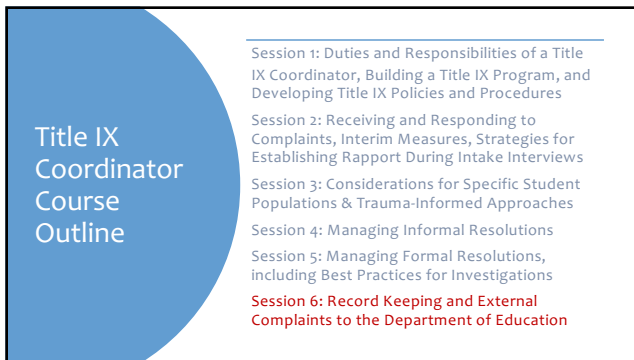 Title IX
Coordinator
Course
Outline
Session 1: Duties and Responsibilities of a Title
IX Coordinator, Building a Title IX Program, and
Developing Title IX Policies and Procedures
Session 2: Receiving and Responding to
Complaints, Interim Measures, Strategies for
Establishing Rapport During Intake Interviews
Session 3: Considerations for Specific Student
Populations & Trauma-Informed Approaches
Session 4: Managing Informal Resolutions
Session 5: Managing Formal Resolutions,
including Best Practices for Investigations
Session 6: Record Keeping and External
Complaints to the Department of Education